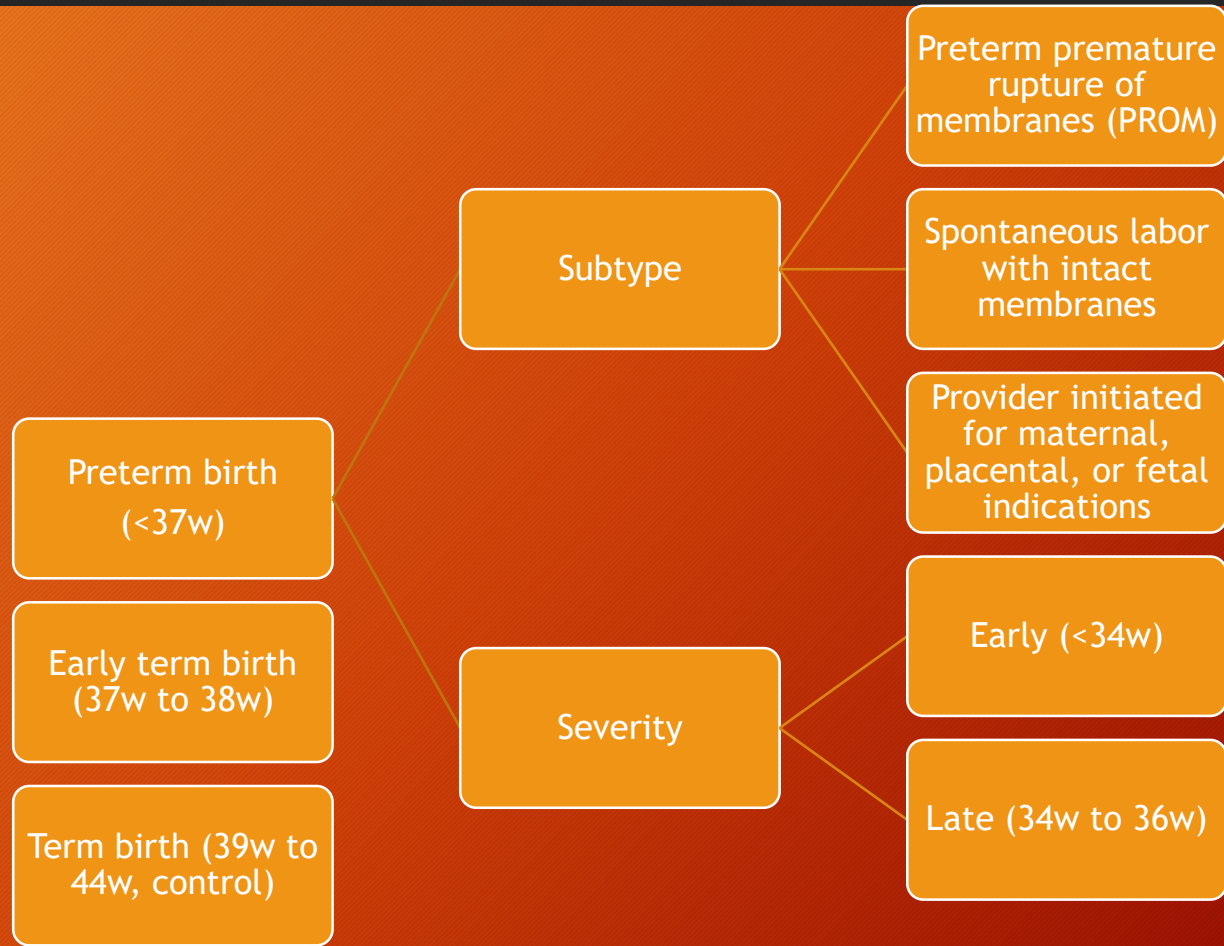 Preterm birth
(<37w)
Early term birth
(37w to 38w)
Term birth (39w to
44w, control)
Subtype
Severity
Preterm premature
rupture of
membranes (PROM)
Spontaneous labor
with intact
membranes
Provider initiated
for maternal,
placental, or fetal
indications
Early (<34w)
Late (34w to 36w)